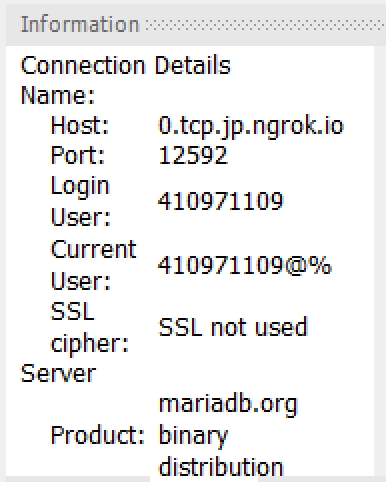 Information
Connection Details
Name:
Host: 0.tcp.jp.ngrok.io
Port: 12592
Login
User: 410971109
Current
User: 410971109@%
SSL
cipher: SSL not used
Server
mariadb.org
Product: binary
distribution